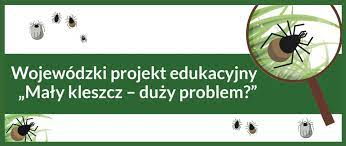 Wojewódzki projekt edukacyjny
„Mały kleszcz – duży problem?”